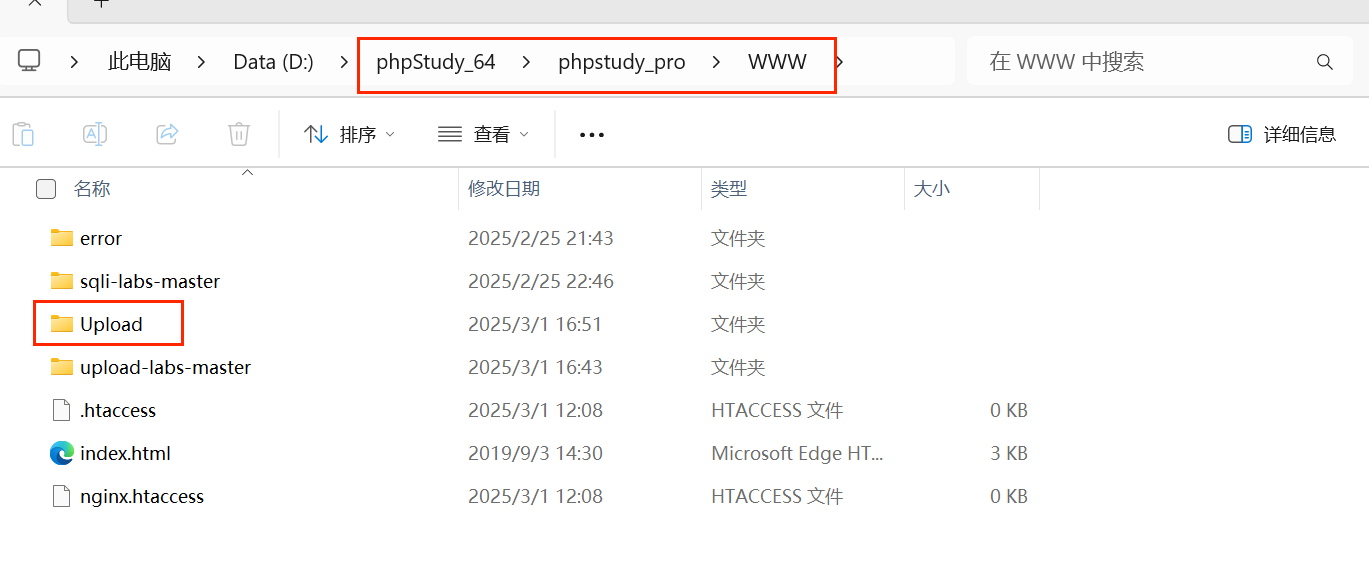 此电脑 Data (D:) phpStudy_64 phpstudy_pro WWW 在 WWW 中搜索
排序 查看 详细信息
名称 修改日期 类型 大小
error 2025/2/25 21:43 文件夹
sqli-labs-master 2025/2/25 22:46 文件夹
Upload 2025/3/1 16:51 文件夹
upload-labs-master 2025/3/1 16:43 文件夹
.htaccess 2025/3/1 12:08 HTACCESS 文件 0 KB
index.html 2019/9/3 14:30 Microsoft Edge HT... 3 KB
nginx.htaccess 2025/3/1 12:08 HTACCESS 文件 0 KB